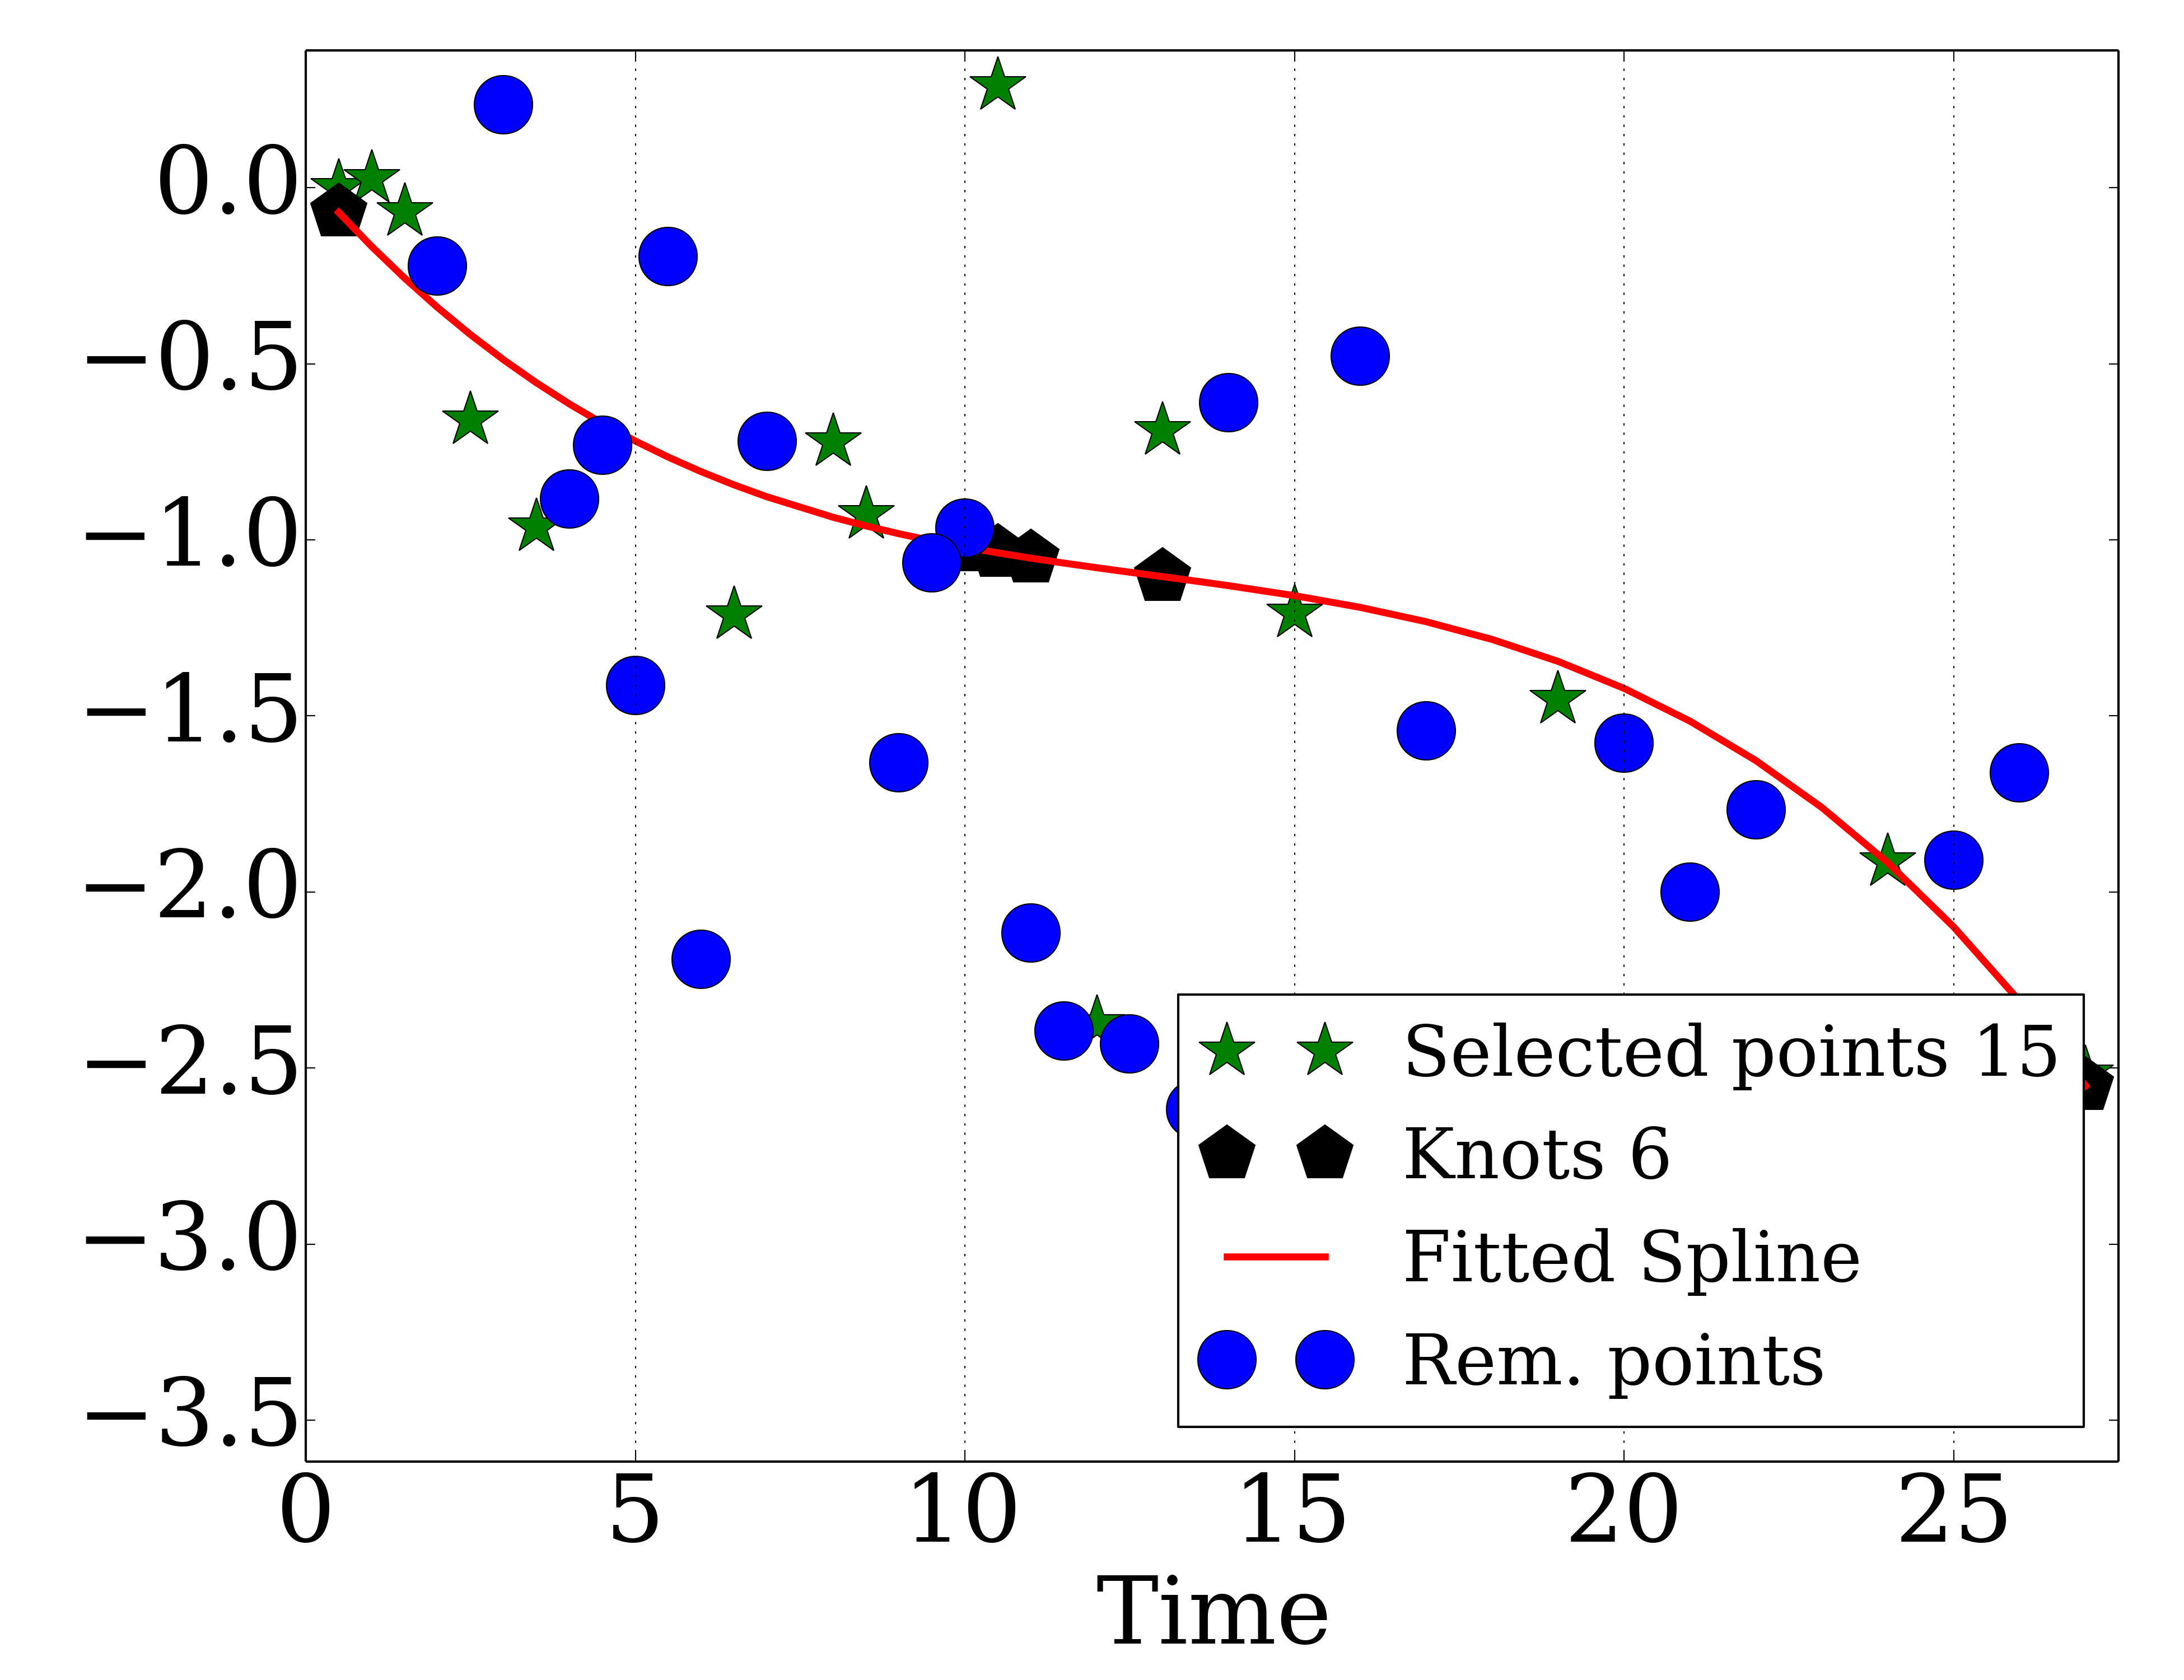 0.0
−0.5
−1.0
−1.5
−2.0
−2.5
−3.0
−3.5
Selected points 15
Knots 6
Fitted Spline
Rem. points
0 5 10 15 20 25
Time